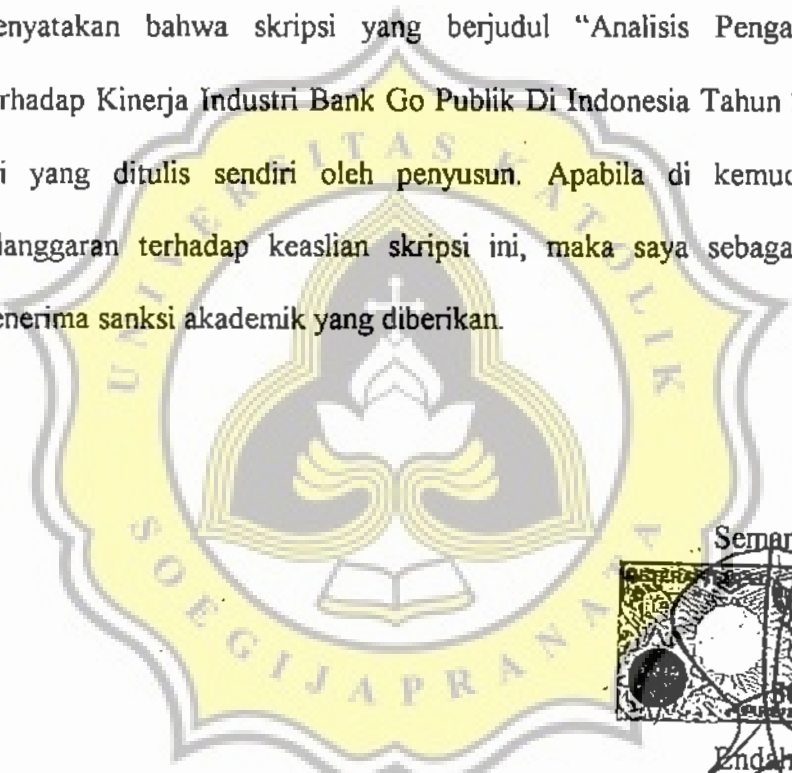 enyatakan bahwa skripsi yang berjudul “Analisis Penga
rhadap Kinerja Industri Bank Go Publik Di Indonesia Tahun
i yang ditulis sendiri oleh penyusun. Apabila di kemud
langgaran terhadap keaslian skripsi ini, maka saya sebaga
enerima sanksi akademik yang diberikan.
UNIVERSITAS KATOLIK
SOEGIJAPRANATA
Semar
Endah